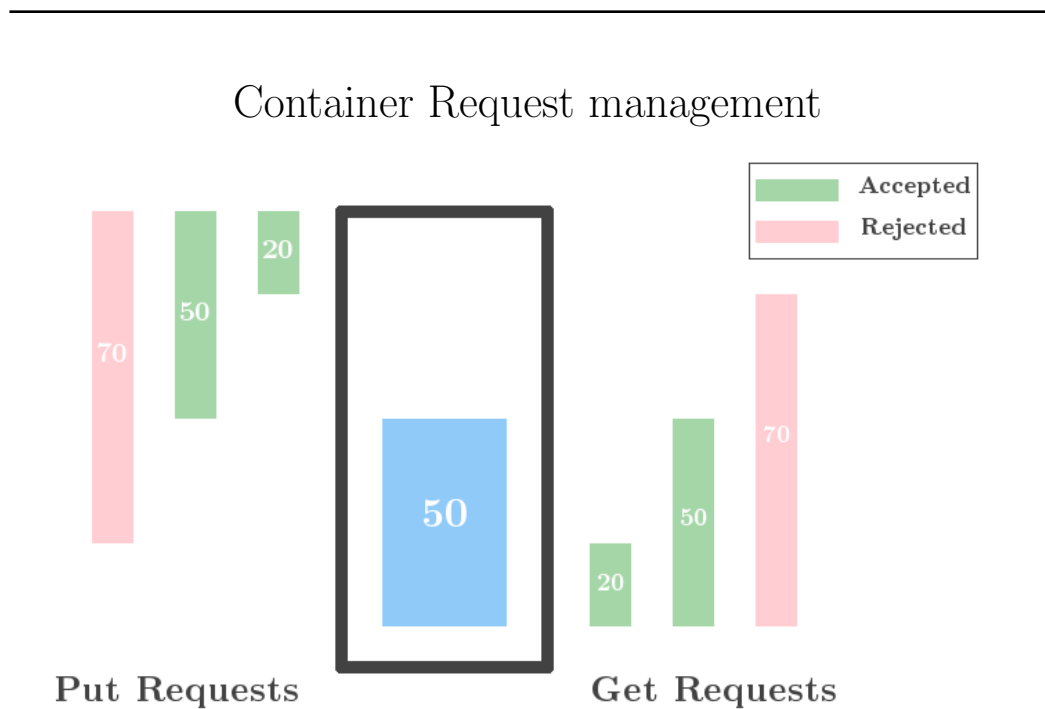 Container Request management
Accepted
Rejected
20
50
70
50
20
50
70
Put Requests
Get Requests